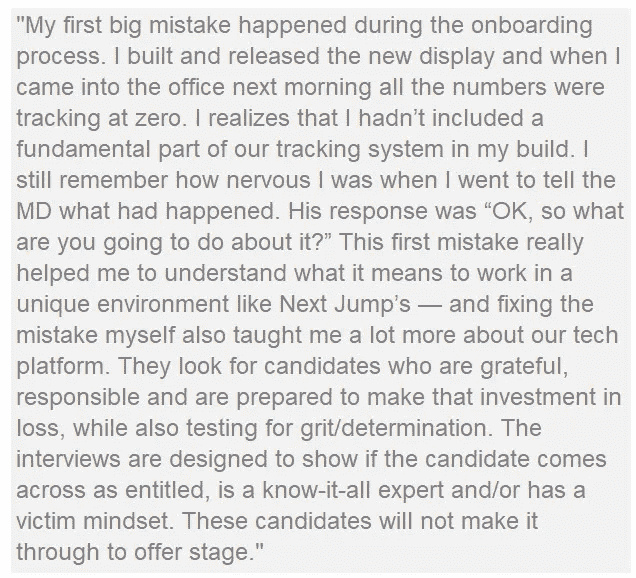 "My first big mistake happened during the onboarding
process. I built and released the new display and when I
came into the office next morning all the numbers were
tracking at zero. I realizes that I hadn’t included a
fundamental part of our tracking system in my build. I
still remember how nervous I was when I went to tell the
MD what had happened. His response was “OK, so what
are you going to do about it?” This first mistake really
helped me to understand what it means to work in a
unique environment like Next Jump’s — and fixing the
mistake myself also taught me a lot more about our tech
platform. They look for candidates who are grateful,
responsible and are prepared to make that investment in
loss, while also testing for grit/determination. The
interviews are designed to show if the candidate comes
across as entitled, is a know-it-all expert and/or has a
victim mindset. These candidates will not make it
through to offer stage."